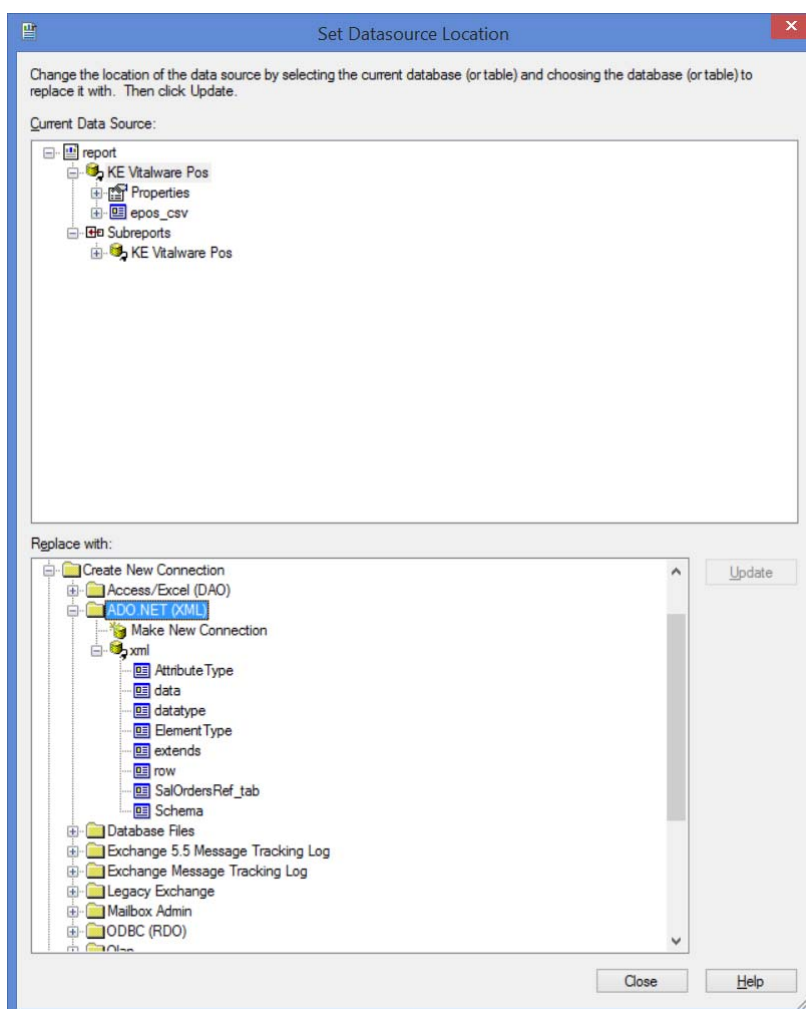 Set Datasource Location
Change the location of the data source by selecting the current database (or table) and choosing the database (or table) to
replace it with. Then click Update.
Current Data Source:
report
KE Vitalware Pos
Properties
epos_csv
Subreports
KE Vitalware Pos
Replace with:
Create New Connection
Access/Excel (DAO)
Update
ADO.NET (XML)
Make New Connection
xml
AttributeType
data
datatype
ElementType
extends
row
SalOrdersRef_tab
Schema
Database Files
Exchange 5.5 Message Tracking Log
Exchange Message Tracking Log
Legacy Exchange
Mailbox Admin
ODBC (RDO)
Close
Help